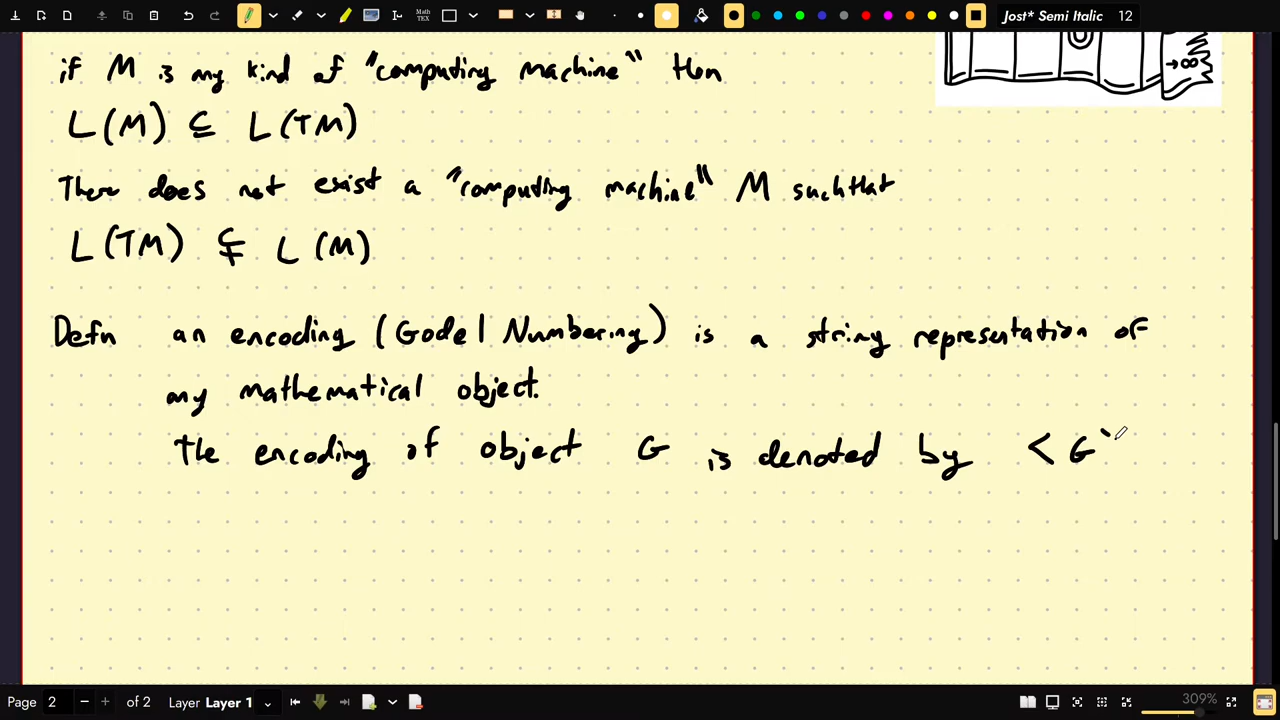 Math
TEX
Jost* Semi Italic 12
if M is any kind of "computing machine" then
→∞
L(M) ⊆ L(TM)
There does not exist a "computing machine" M such that
L(TM) ⊊ L(M)
Defn an encoding (Godel Numbering) is a string representation of
any mathematical object.
The encoding of object G is denoted by < G
Page 2 of 2 Layer Layer 1 309%